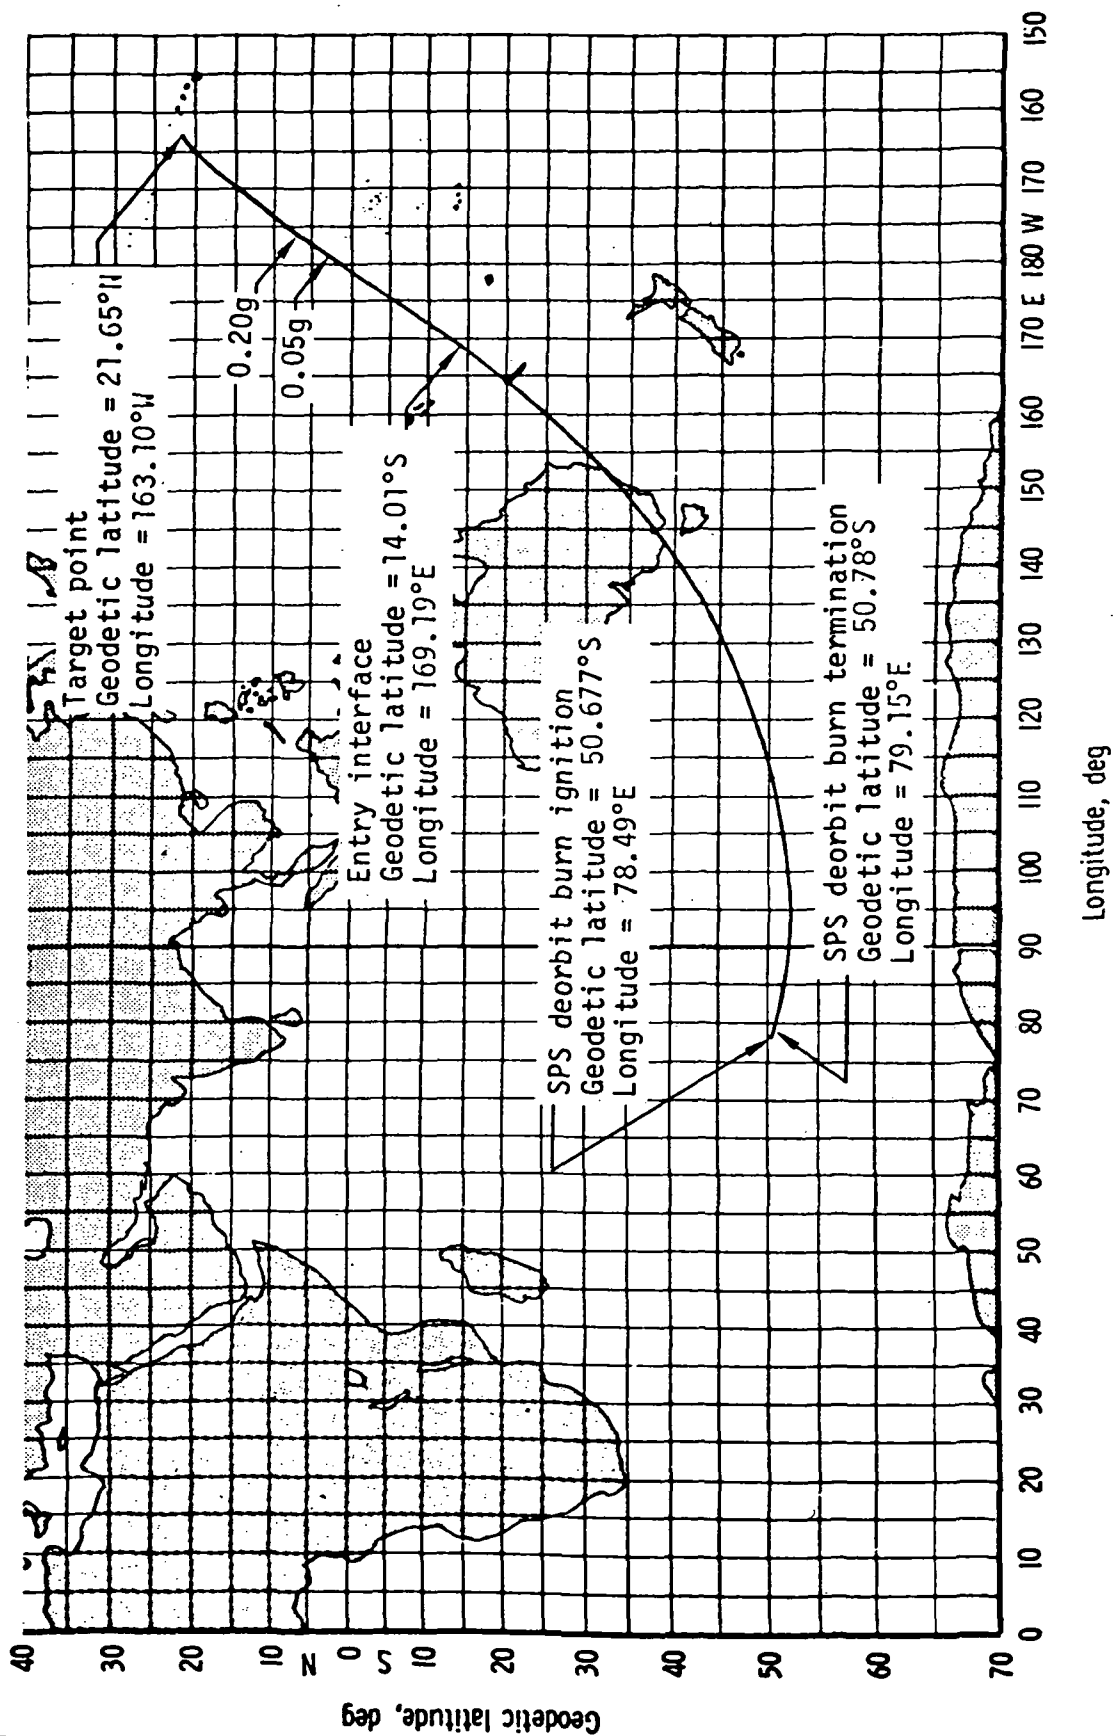 Target point
Geodetic latitude = 21.65°N
Longitude = 163.10°W
0.20g
0.05g
Entry interface
Geodetic latitude = 14.01°S
Longitude = 169.19°E
SPS deorbit burn ignition
Geodetic latitude = 50.677°S
Longitude = 78.49°E
SPS deorbit burn termination
Geodetic latitude = 50.78°S
Longitude = 79.15°E
Geodetic latitude, deg
40
30
20
10
N
0
S
10
20
30
40
50
60
70
0 10 20 30 40 50 60 70 80 90 100 110 120 130 140 150 160 170 E 180 W 170 160 150
Longitude, deg